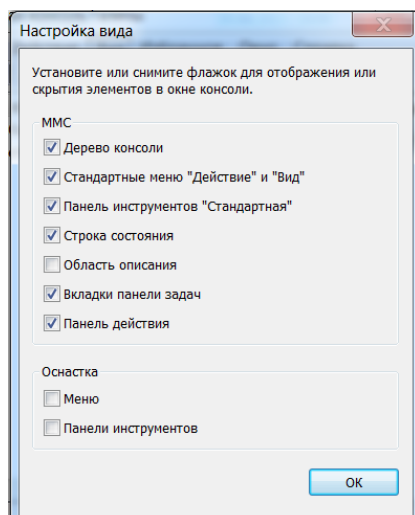 Настройка вида
Установите или снимите флажок для отображения или
скрытия элементов в окне консоли.
MMC
Дерево консоли
Стандартные меню "Действие" и "Вид"
Панель инструментов "Стандартная"
Строка состояния
Область описания
Вкладки панели задач
Панель действия
Оснастка
Меню
Панели инструментов
ОК